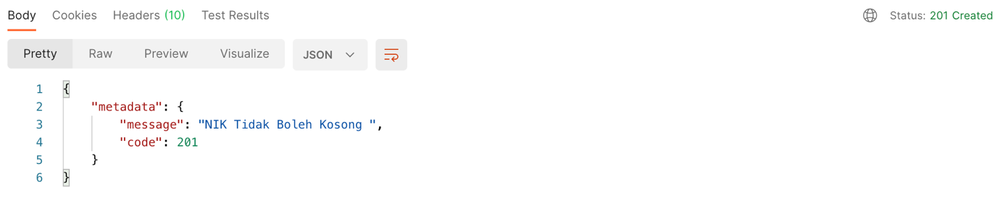 Body Cookies Headers (10) Test Results Status: 201 Created
Pretty Raw Preview Visualize JSON
1 {
2 "metadata": {
3 "message": "NIK Tidak Boleh Kosong ",
4 "code": 201
5 }
6 }